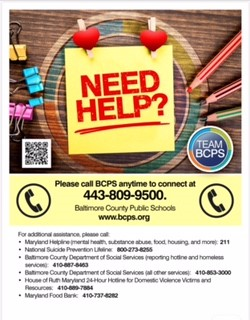 NEED
HELP?
TEAM
BCPS
Please call BCPS anytime to connect at
443-809-9500.
Baltimore County Public Schools
www.bcps.org
For additional assistance, please call:
• Maryland Helpline (mental health, substance abuse, food, housing, and more): 211
• National Suicide Prevention Lifeline: 800-273-8255
• Baltimore County Department of Social Services (reporting hotline and homeless
services): 410-887-8463
• Baltimore County Department of Social Services (all other services): 410-853-3000
• House of Ruth Maryland 24-Hour Hotline for Domestic Violence Victims and
Resources: 410-889-7884
• Maryland Food Bank: 410-737-8282